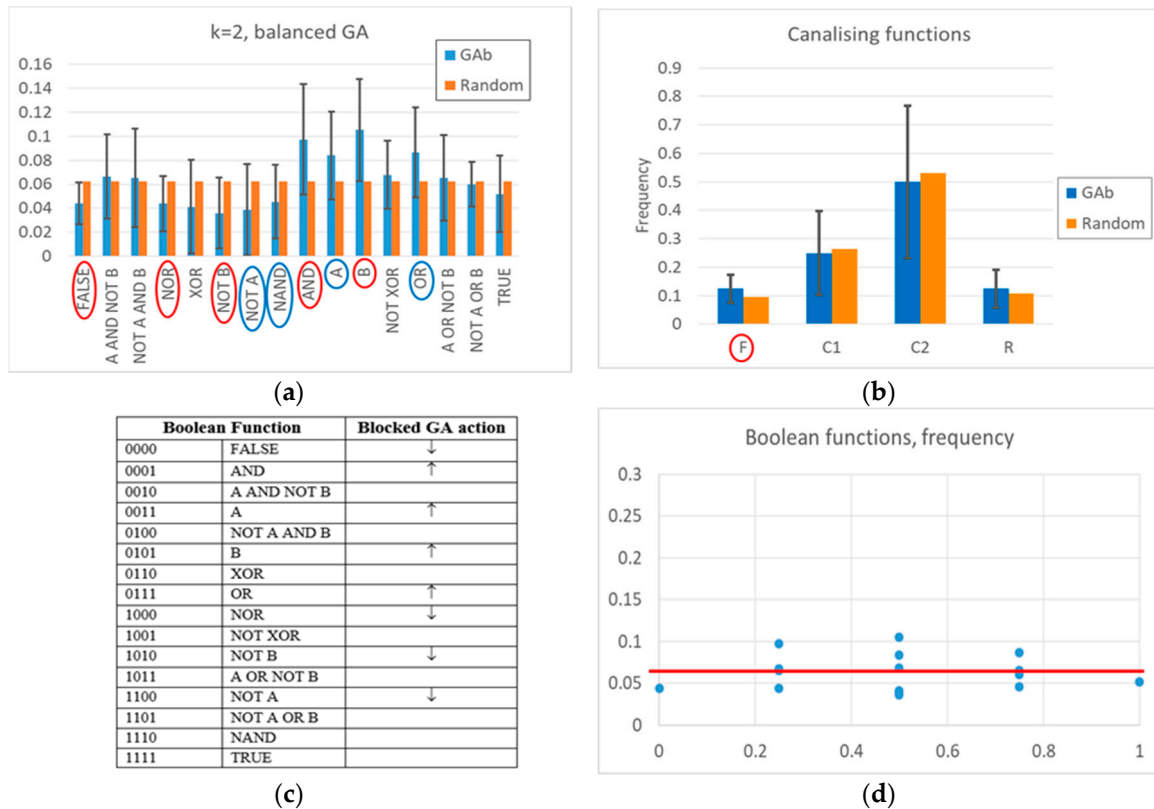 k=2, balanced GA
GAb
Random
0.16
0.14
0.12
0.1
0.08
0.06
0.04
0.02
0
FALSE
A AND NOT B
NOT A AND B
NOR
XOR
NOT B
NOT A
NAND
AND
A
B
NOT XOR
OR
A OR NOT B
NOT A OR B
TRUE
(a)
Canalising functions
0.9
0.8
0.7
0.6
0.5
0.4
0.3
0.2
0.1
0
Frequency
GAb
Random
F C1 C2 R
(b)
Boolean Function Blocked GA action
0000 FALSE ↓
0001 AND ↑
0010 A AND NOT B
0011 A ↑
0100 NOT A AND B
0101 B ↑
0110 XOR
0111 OR ↑
1000 NOR ↓
1001 NOT XOR
1010 NOT B ↓
1011 A OR NOT B
1100 NOT A ↓
1101 NOT A OR B
1110 NAND
1111 TRUE
(c)
Boolean functions, frequency
0.3
0.25
0.2
0.15
0.1
0.05
0
0 0.2 0.4 0.6 0.8 1
(d)